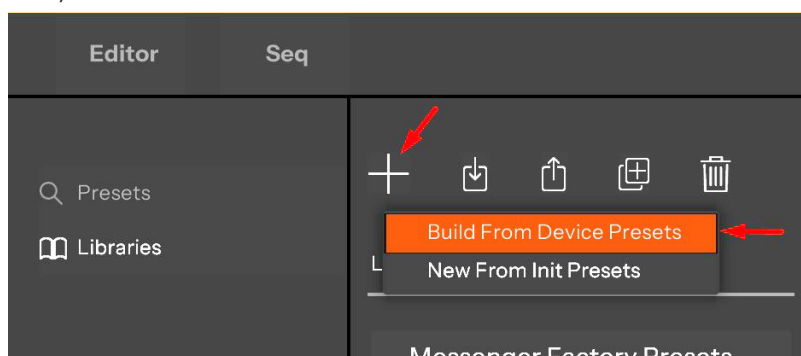 Editor Seq
Presets
Libraries
Build From Device Presets
New From Init Presets
L
Messenger Factory Presets